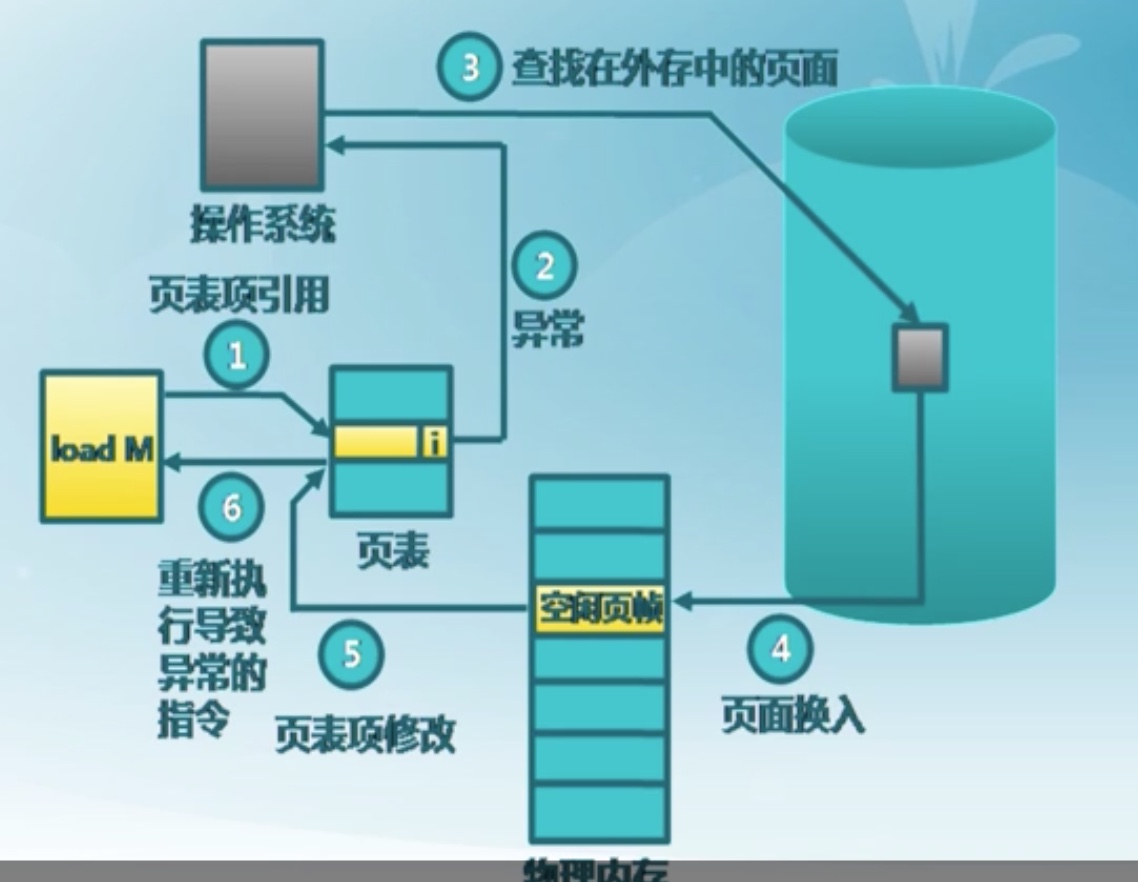 3 查找在外存中的页面
操作系统
页表项引用
2
异常
1
load M
i
6
页表
重新执
行导致
异常的
指令
空闲页帧
5
4
页表项修改
页面换入
物理内存